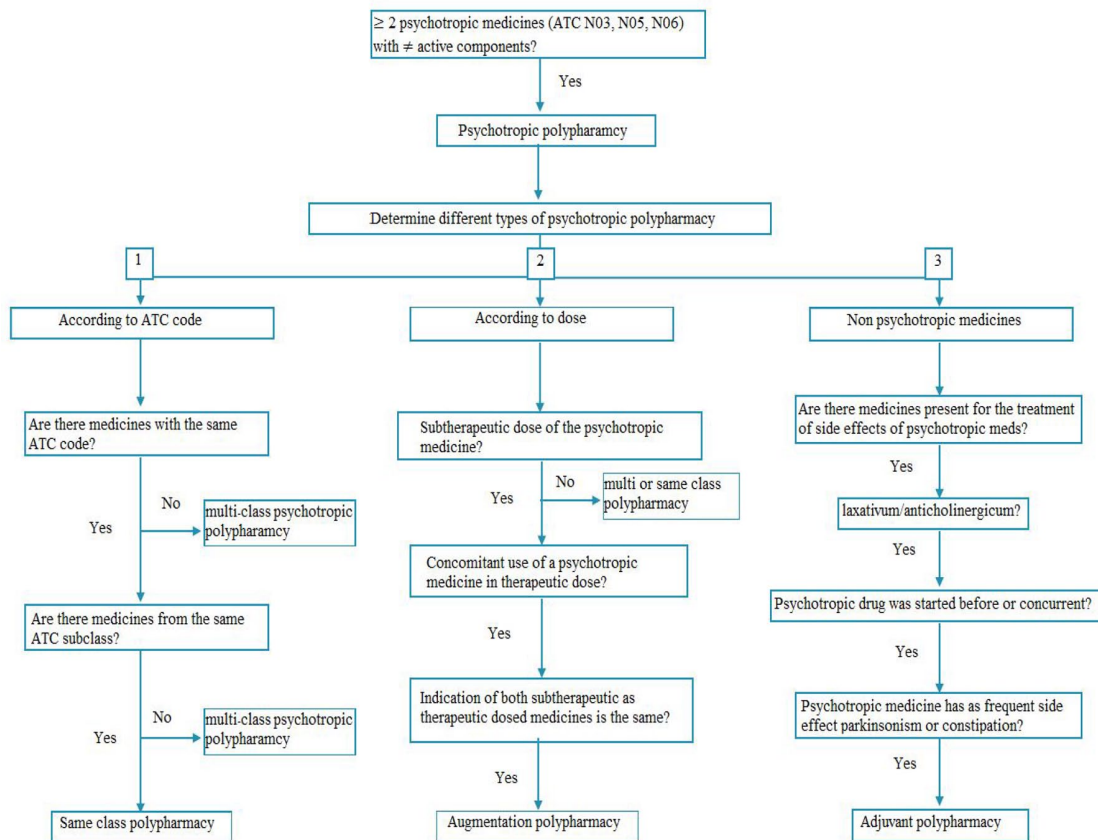 ≥ 2 psychotropic medicines (ATC N03, N05, N06)
with ≠ active components?
Yes
Psychotropic polypharamcy
Determine different types of psychotropic polypharmacy
1
2
3
According to ATC code
According to dose
Non psychotropic medicines
Are there medicines with the same
ATC code?
Subtherapeutic dose of the psychotropic
medicine?
Are there medicines present for the treatment
of side effects of psychotropic meds?
Yes
No
multi-class psychotropic
polypharamcy
Yes
No
multi or same class
polypharmacy
Yes
laxativum/anticholinergicum?
Yes
Concomitant use of a psychotropic
medicine in therapeutic dose?
Are there medicines from the same
ATC subclass?
Psychotropic drug was started before or concurrent?
Yes
Yes
Yes
No
multi-class psychotropic
polypharamcy
Indication of both subtherapeutic as
therapeutic dosed medicines is the same?
Psychotropic medicine has as frequent side
effect parkinsonism or constipation?
Yes
Yes
Same class polypharmacy
Augmentation polypharmacy
Adjuvant polypharmacy